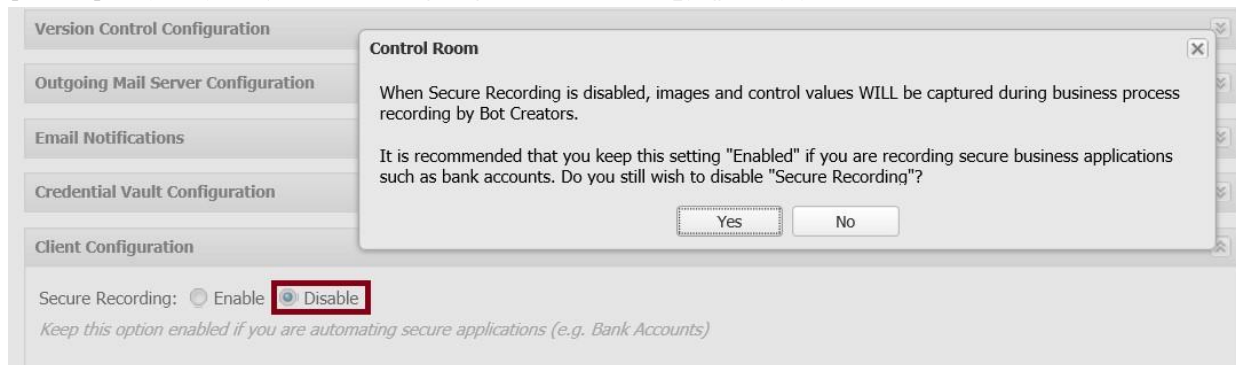 Version Control Configuration
Control Room
Outgoing Mail Server Configuration
When Secure Recording is disabled, images and control values WILL be captured during business process
recording by Bot Creators.
Email Notifications
It is recommended that you keep this setting "Enabled" if you are recording secure business applications
such as bank accounts. Do you still wish to disable "Secure Recording"?
Credential Vault Configuration
Yes No
Client Configuration
Secure Recording: Enable Disable
Keep this option enabled if you are automating secure applications (e.g. Bank Accounts)